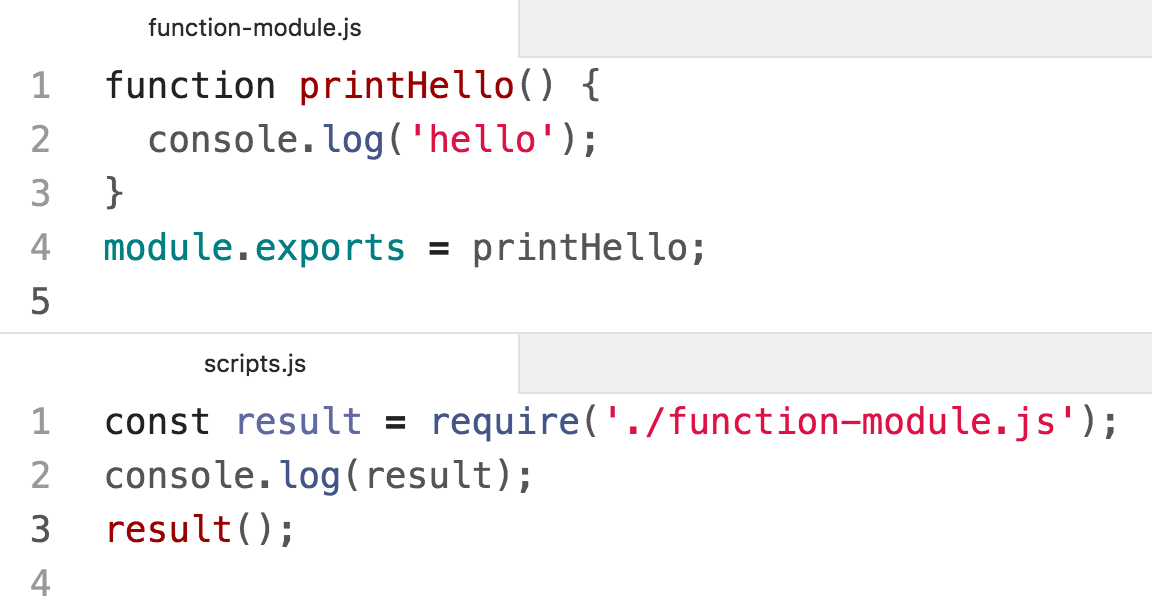 function-module.js
1 function printHello() {
2   console.log('hello');
3 }
4 module.exports = printHello;
5
scripts.js
1 const result = require('./function-module.js');
2 console.log(result);
3 result();
4